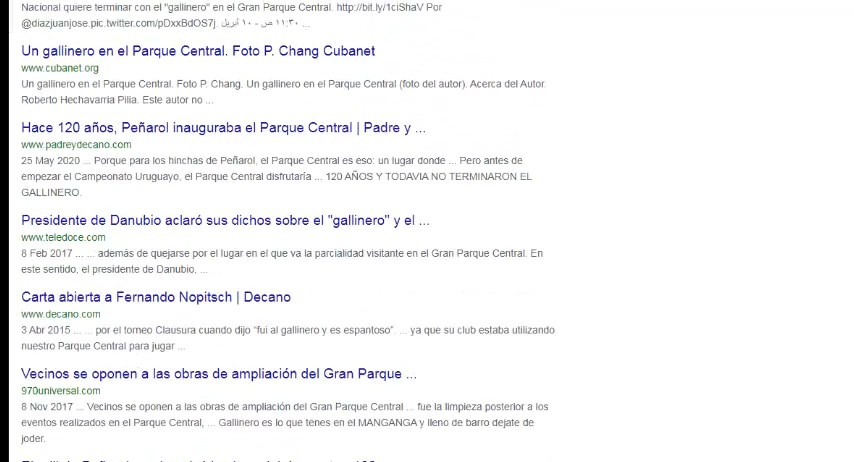 Nacional quiere terminar con el "gallinero" en el Gran Parque Central. http://bit.ly/1ciShaV Por
@diazjuanjose.pic.twitter.com/pDxxBdOS7j. ١١:٣٠ ص - ١٠ أبريل ...
Un gallinero en el Parque Central. Foto P. Chang Cubanet
www.cubanet.org
Un gallinero en el Parque Central. Foto P. Chang. Un gallinero en el Parque Central (foto del autor). Acerca del Autor.
Roberto Hechavarria Pilia. Este autor no ...
Hace 120 años, Peñarol inauguraba el Parque Central | Padre y ...
www.padreydecano.com
25 May 2020 ... Porque para los hinchas de Peñarol, el Parque Central es eso: un lugar donde ... Pero antes de
empezar el Campeonato Uruguayo, el Parque Central disfrutaría ... 120 AÑOS Y TODAVIA NO TERMINARON EL
GALLINERO.
Presidente de Danubio aclaró sus dichos sobre el "gallinero" y el ...
www.teledoce.com
8 Feb 2017 ... ... además de quejarse por el lugar en el que va la parcialidad visitante en el Gran Parque Central. En
este sentido, el presidente de Danubio, ...
Carta abierta a Fernando Nopitsch | Decano
www.decano.com
3 Abr 2015 ... ... por el torneo Clausura cuando dijo “fui al gallinero y es espantoso”. ... ya que su club estaba utilizando
nuestro Parque Central para jugar ...
Vecinos se oponen a las obras de ampliación del Gran Parque ...
970universal.com
8 Nov 2017 ... Vecinos se oponen a las obras de ampliación del Gran Parque Central ... fue la limpieza posterior a los
eventos realizados en el Parque Central, ... Gallinero es lo que tenes en el MANGANGA y lleno de barro dejate de
joder.